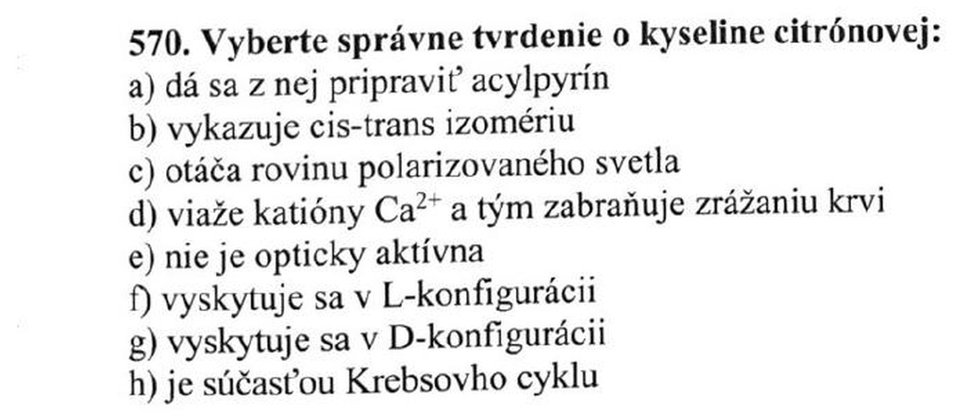 570. Vyberte správne tvrdenie o kyseline citrónovej:
a) dá sa z nej pripraviť acylpyrín
b) vykazuje cis-trans izomériu
c) otáča rovinu polarizovaného svetla
d) viaže katióny Ca²⁺ a tým zabraňuje zrážaniu krvi
e) nie je opticky aktívna
f) vyskytuje sa v L-konfigurácii
g) vyskytuje sa v D-konfigurácii
h) je súčasťou Krebsovho cyklu